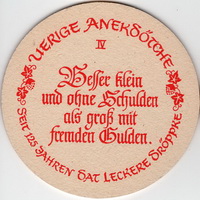 UERIGE ANEKDÖTCHE
IV
Besser klein
und ohne Schulden
als groß mit
fremden Gulden.
SEIT 125 JAHREN DAT LECKERE DRÖPPKE